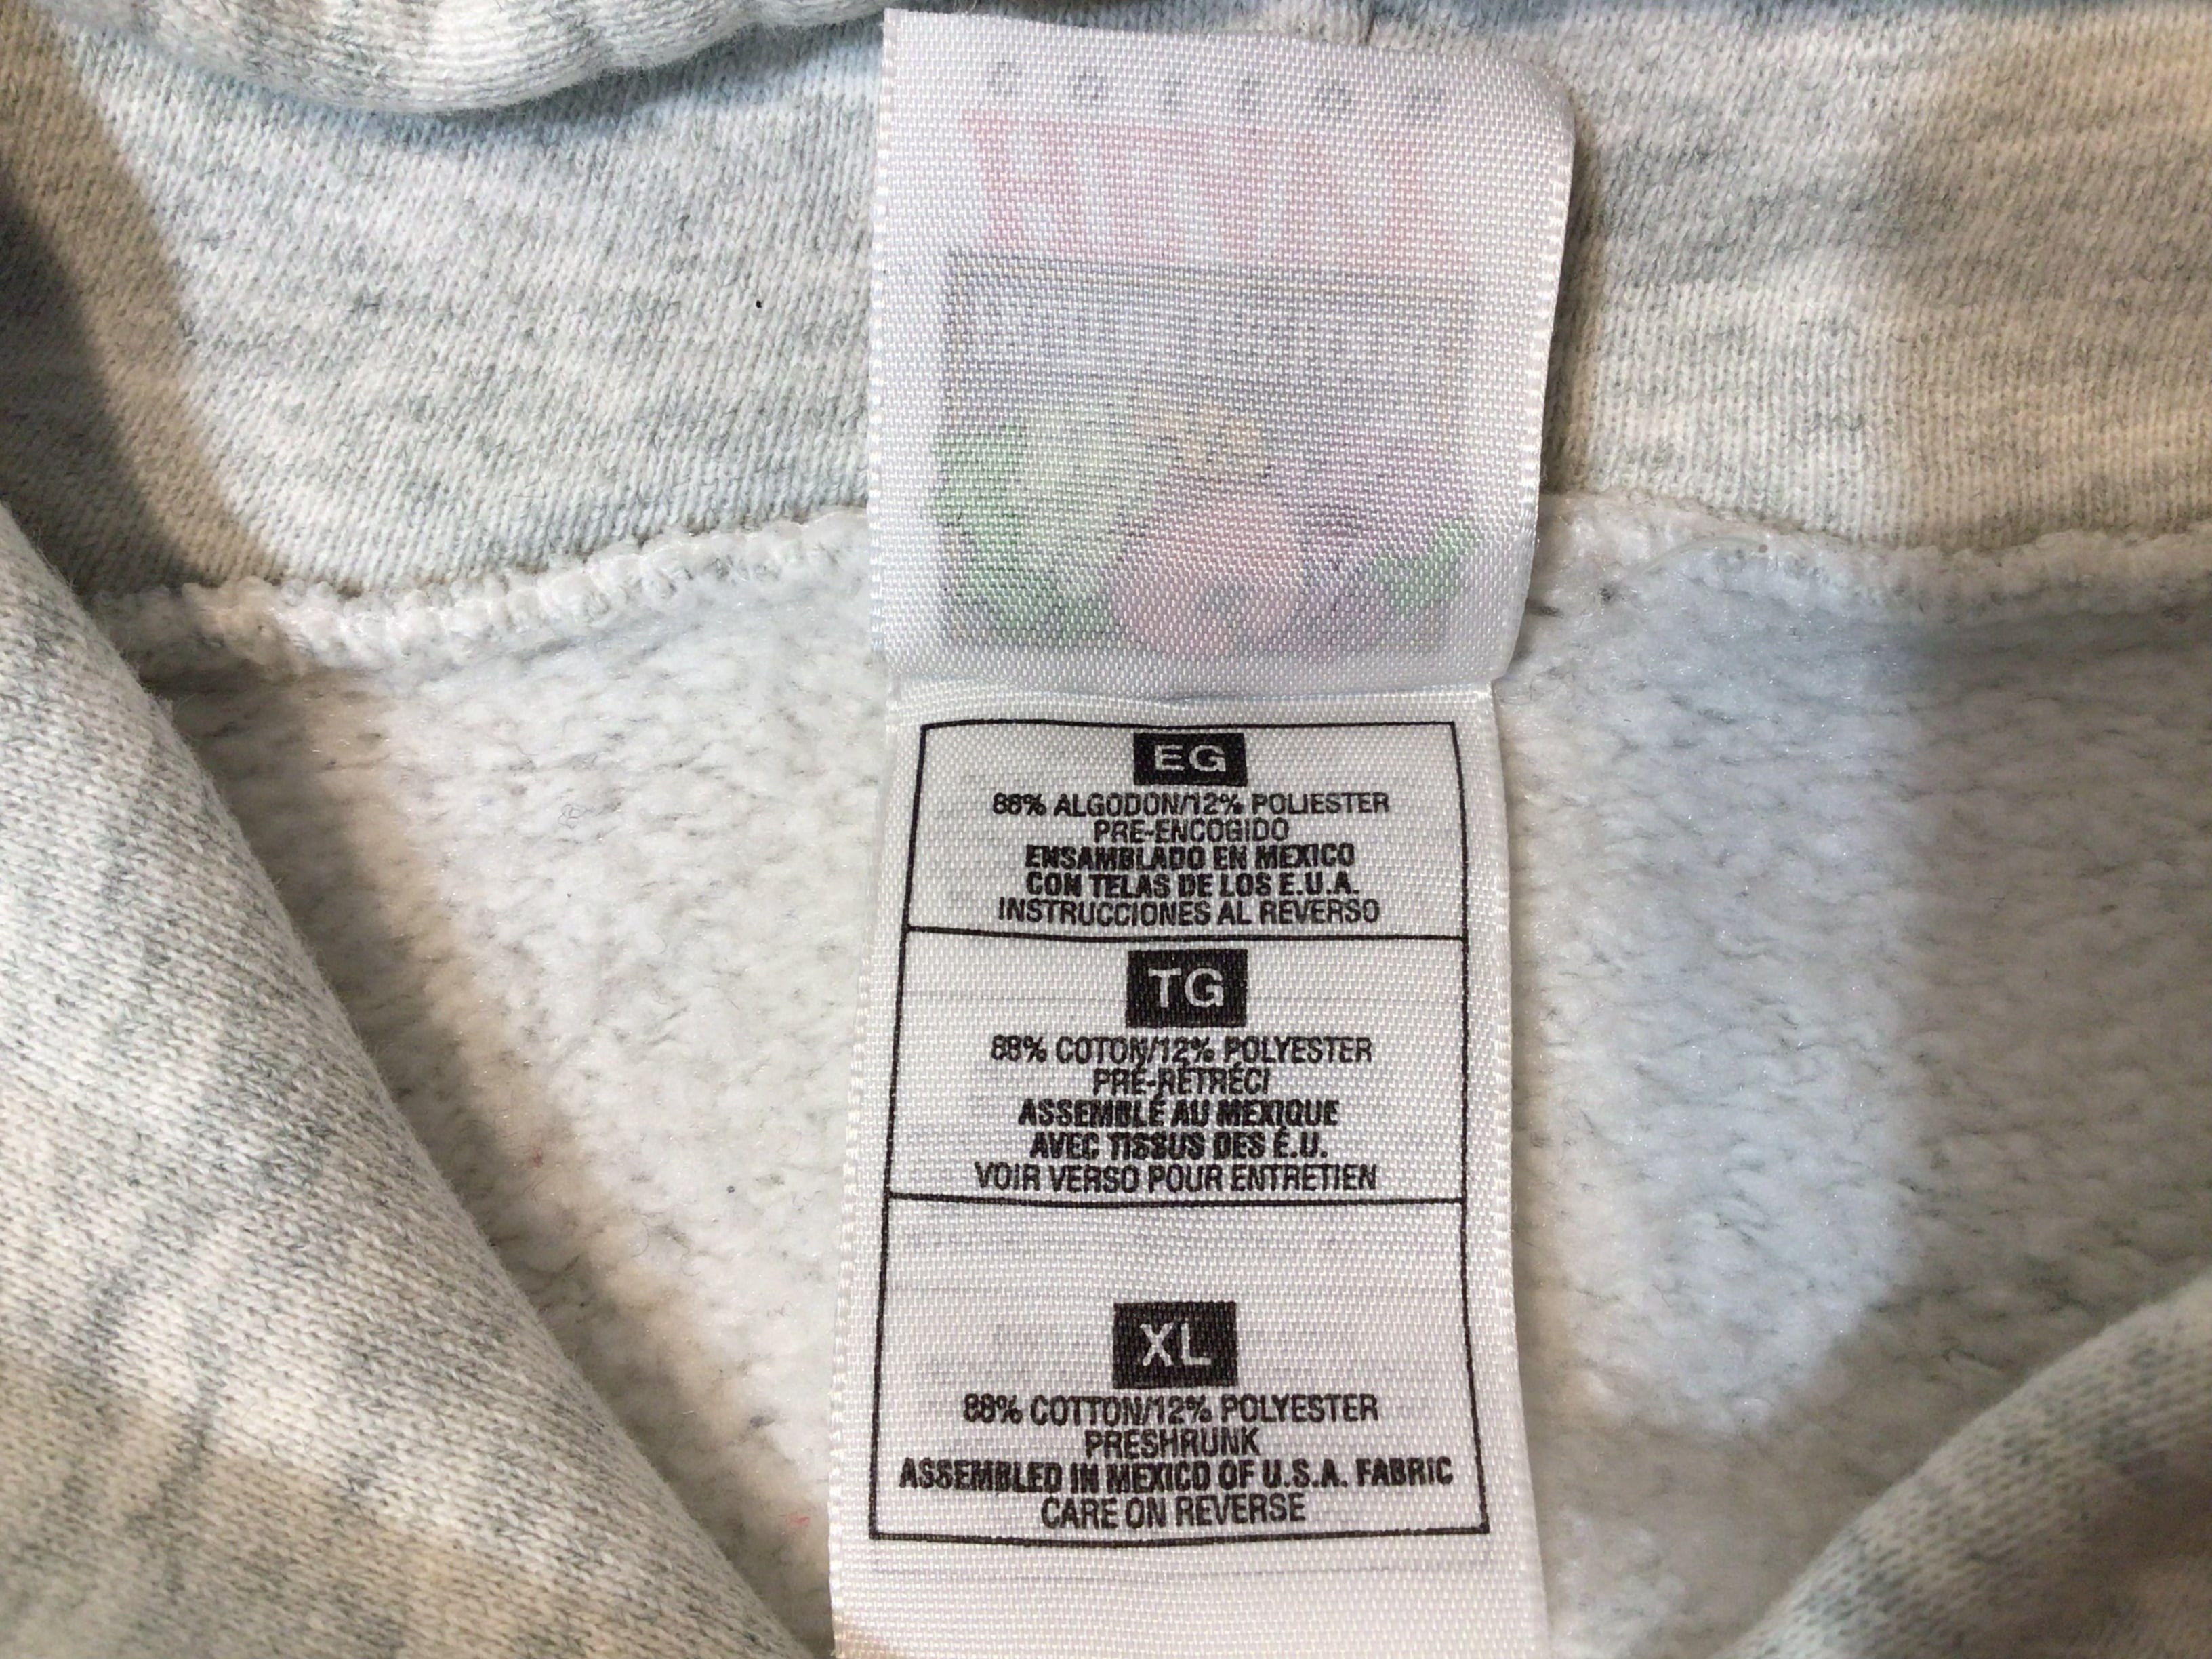 EG
88% ALGODON/12% POLIESTER
PRE-ENCOGIDO
ENSAMBLADO EN MEXICO
CON TELAS DE LOS E.U.A.
INSTRUCCIONES AL REVERSO
TG
88% COTON/12% POLYESTER
PRÉ-RÉTRÉCI
ASSEMBLÉ AU MEXIQUE
AVEC TISSUS DES É.U.
VOIR VERSO POUR ENTRETIEN
XL
88% COTTON/12% POLYESTER
PRESHRUNK
ASSEMBLED IN MEXICO OF U.S.A. FABRIC
CARE ON REVERSE